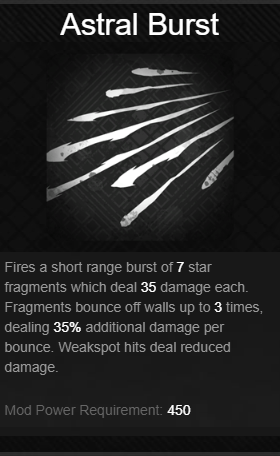 Astral Burst
Fires a short range burst of 7 star
fragments which deal 35 damage each.
Fragments bounce off walls up to 3 times,
dealing 35% additional damage per
bounce. Weakspot hits deal reduced
damage.
Mod Power Requirement: 450